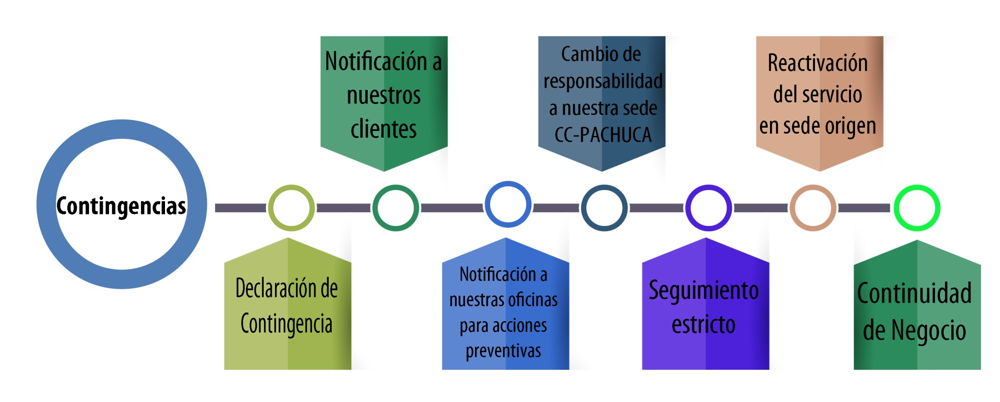 Contingencias
Declaración de
Contingencia
Notificación a
nuestros
clientes
Notificación a
nuestras oficinas
para acciones
preventivas
Cambio de
responsabilidad
a nuestra sede
CC-PACHUCA
Seguimiento
estricto
Reactivación
del servicio
en sede origen
Continuidad
de Negocio